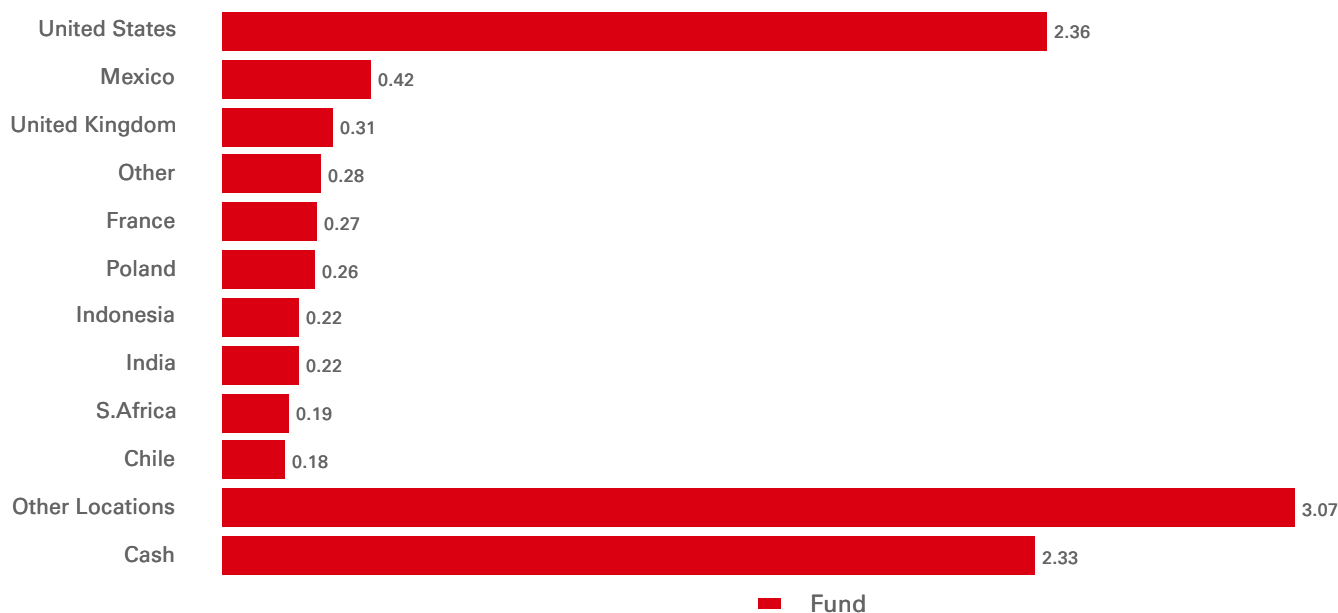 United States 2.36
Mexico 0.42
United Kingdom 0.31
Other 0.28
France 0.27
Poland 0.26
Indonesia 0.22
India 0.22
S.Africa 0.19
Chile 0.18
Other Locations 3.07
Cash 2.33
Fund